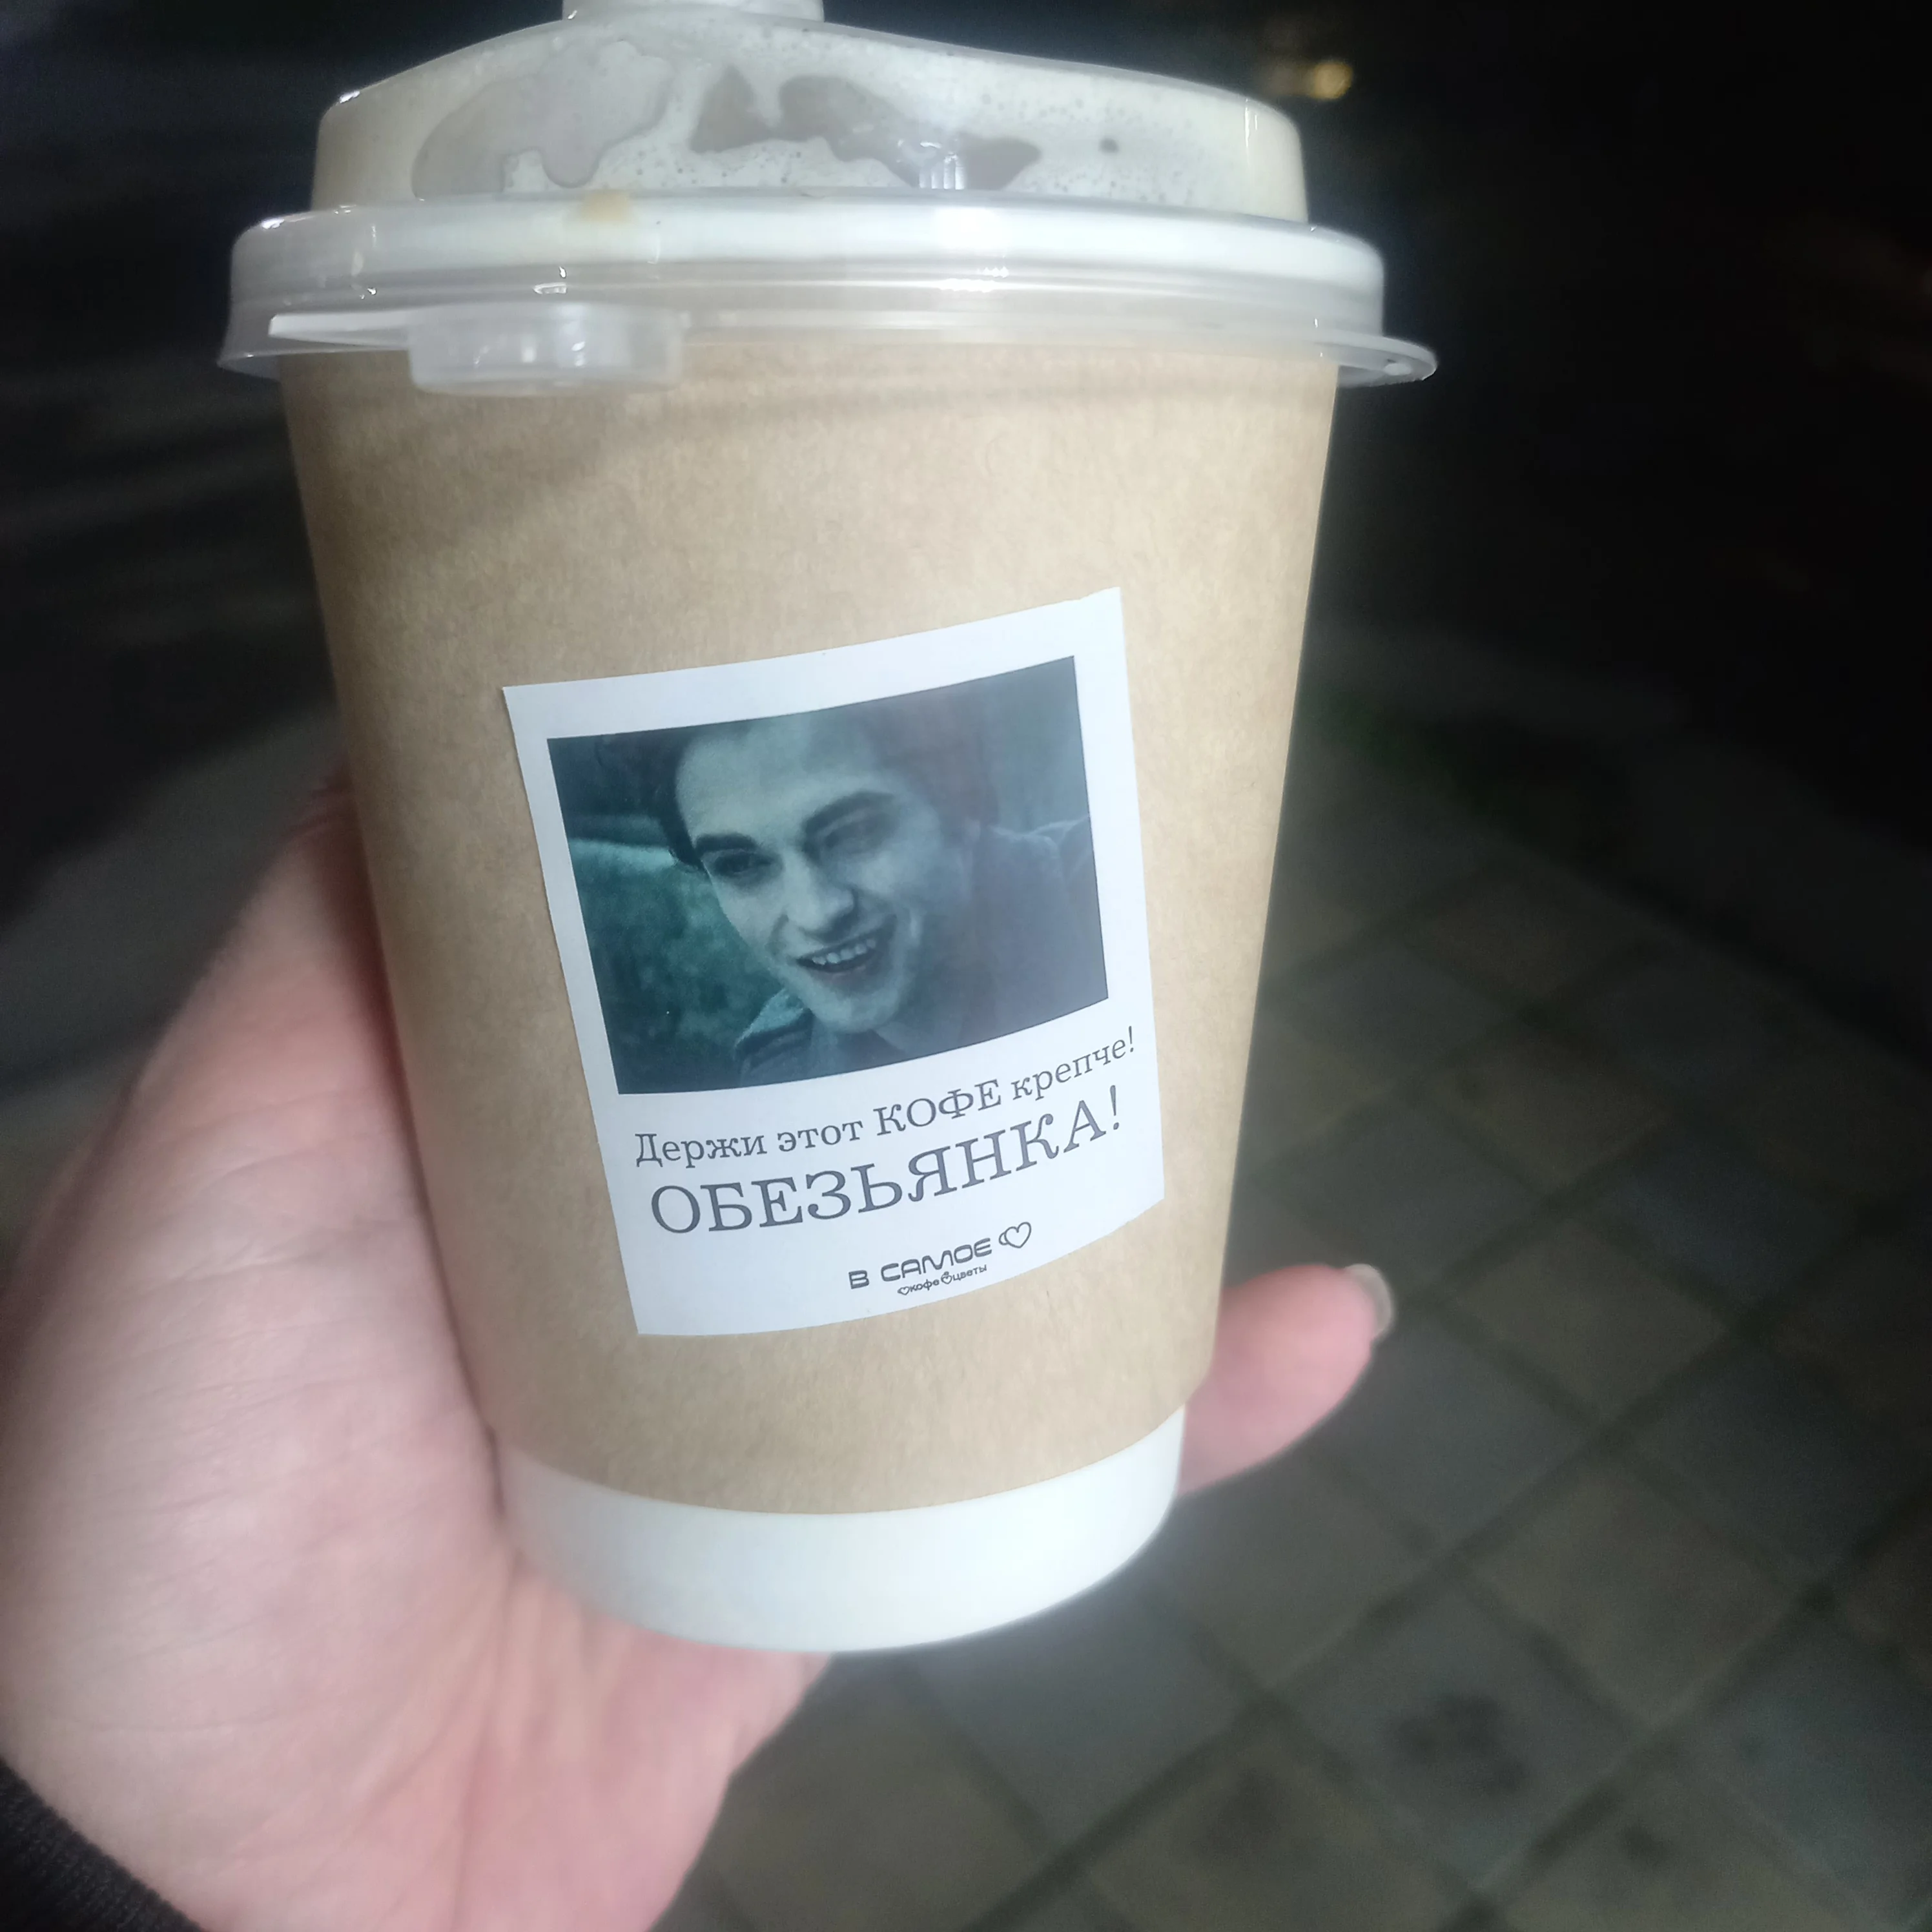 Держи этот КОФЕ крепче!
ОБЕЗЬЯНКА!
В САМОЕ
кофе цветы